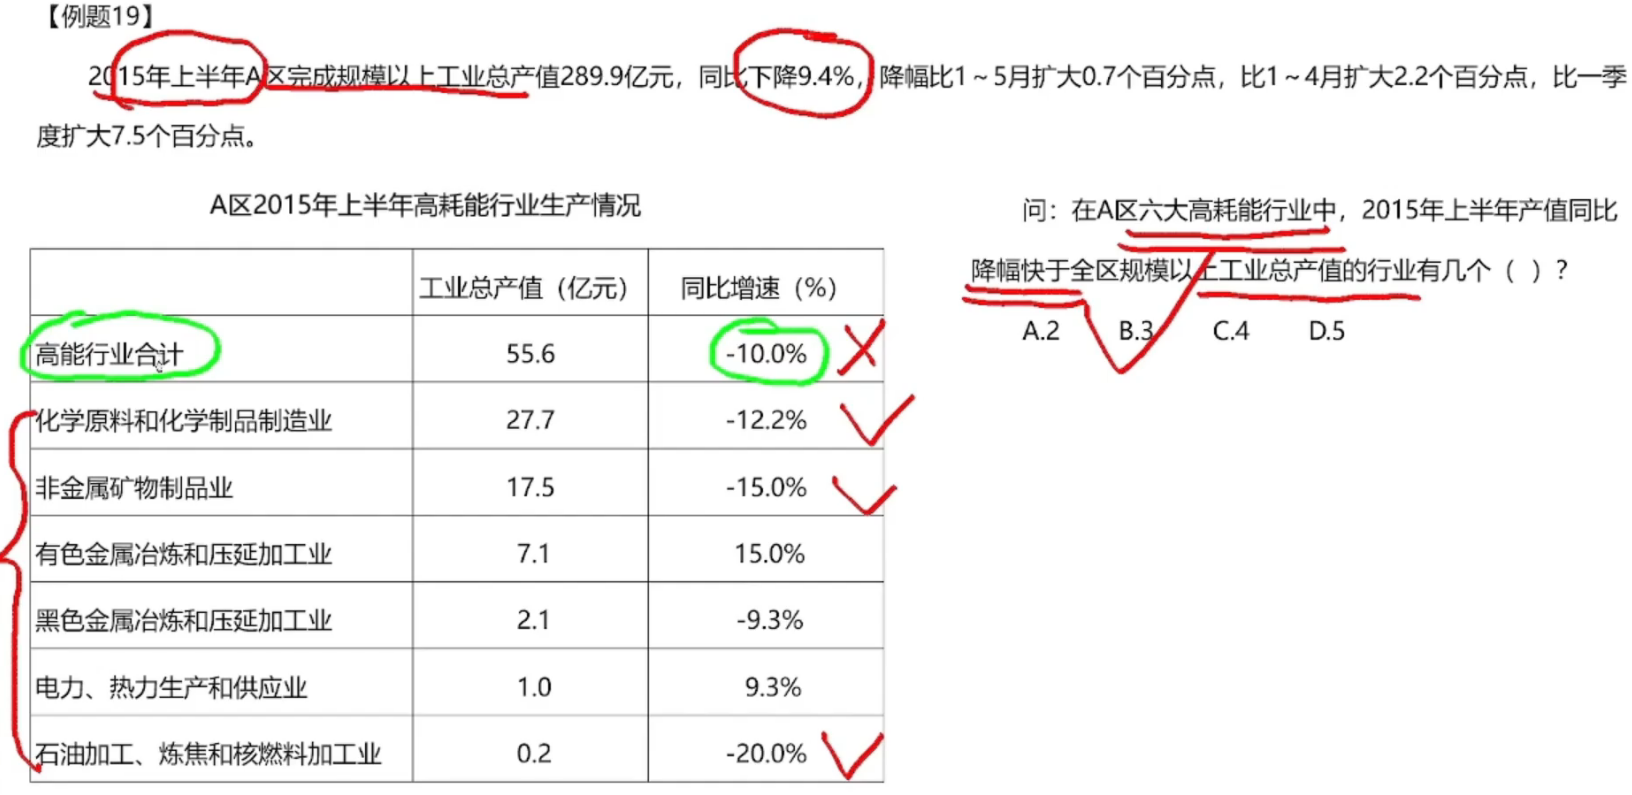 【例题19】
2015年上半年A区完成规模以上工业总产值289.9亿元，同比下降9.4%，降幅比1～5月扩大0.7个百分点，比1～4月扩大2.2个百分点，比一季
度扩大7.5个百分点。
A区2015年上半年高耗能行业生产情况
工业总产值（亿元） 同比增速（%）
高能行业合计 55.6 -10.0%
化学原料和化学制品制造业 27.7 -12.2%
非金属矿物制品业 17.5 -15.0%
有色金属冶炼和压延加工业 7.1 15.0%
黑色金属冶炼和压延加工业 2.1 -9.3%
电力、热力生产和供应业 1.0 9.3%
石油加工、炼焦和核燃料加工业 0.2 -20.0%
问：在A区六大高耗能行业中，2015年上半年产值同比
降幅快于全区规模以上工业总产值的行业有几个（ ）？
A.2 B.3 C.4 D.5